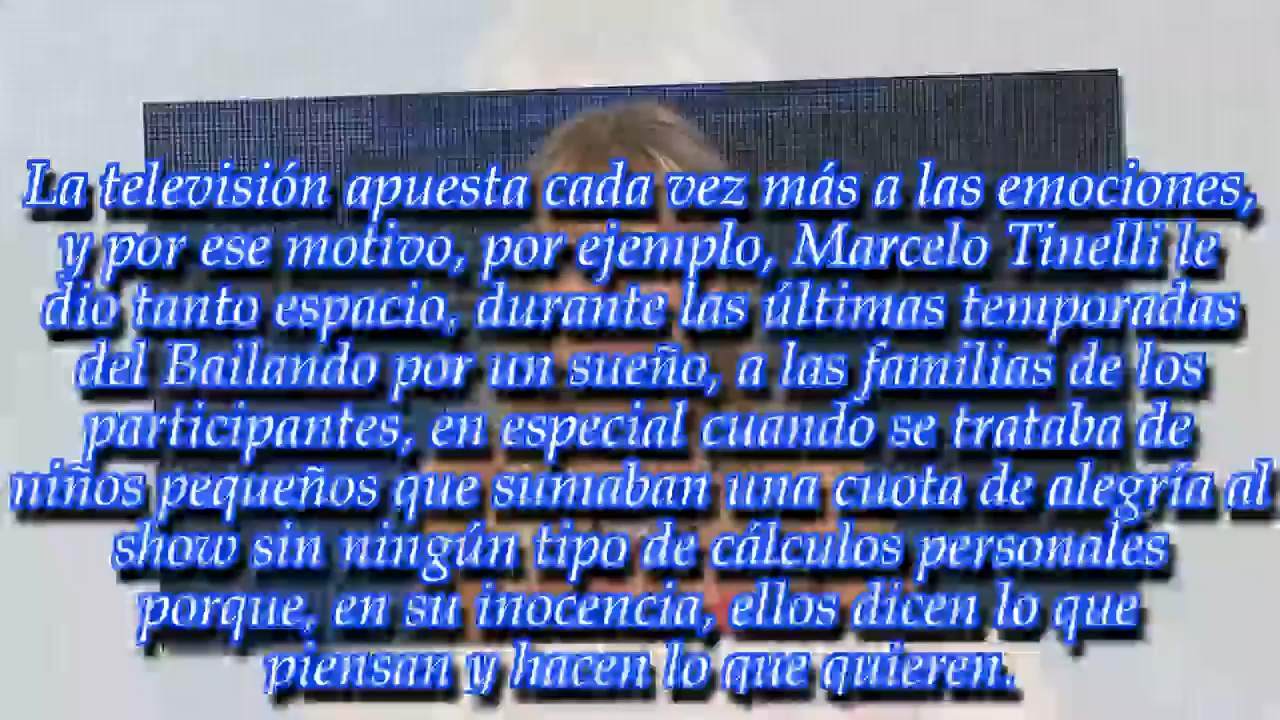 La televisión apuesta cada vez más a las emociones,
y por ese motivo, por ejemplo, Marcelo Tinelli le
dio tanto espacio, durante las últimas temporadas
del Bailando por un sueño, a las familias de los
participantes, en especial cuando se trataba de
niños pequeños que sumaban una cuota de alegría al
show sin ningún tipo de cálculos personales
porque, en su inocencia, ellos dicen lo que
piensan y hacen lo que quieren.